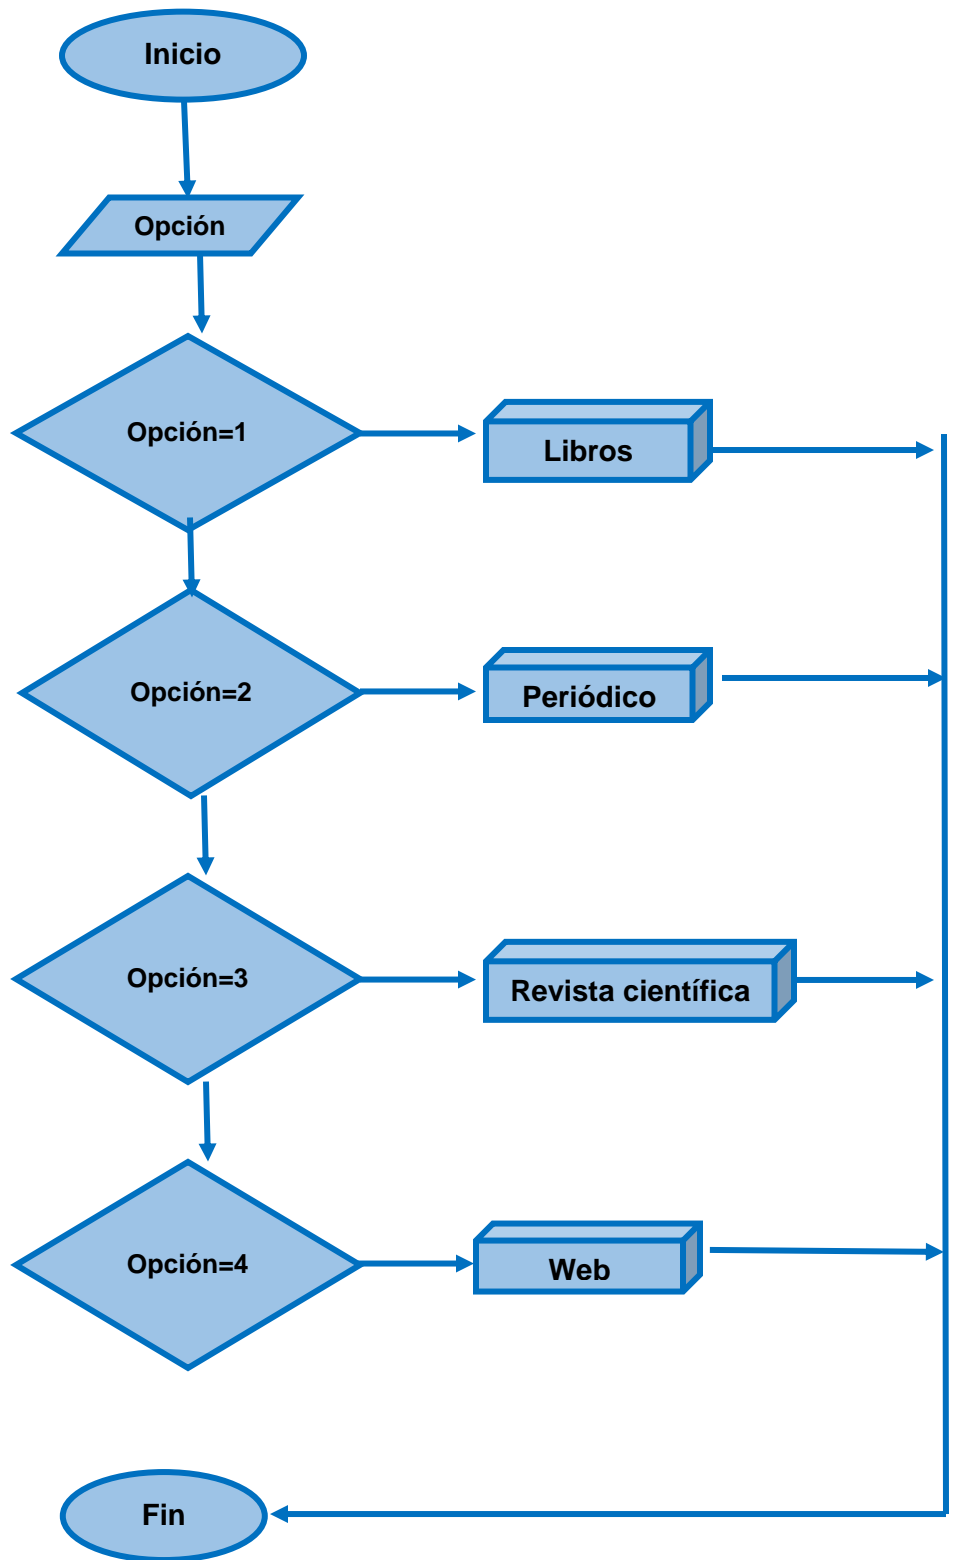 Inicio
Opción
Opción=1
Libros
Opción=2
Periódico
Opción=3
Revista científica
Opción=4
Web
Fin